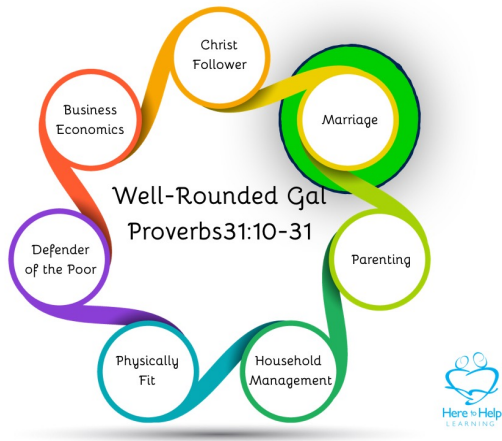 Christ
Follower
Business
Economics
Marriage
Well-Rounded Gal
Proverbs31:10-31
Defender
of the Poor
Parenting
Physically
Fit
Household
Management
Here to Help
LEARNING